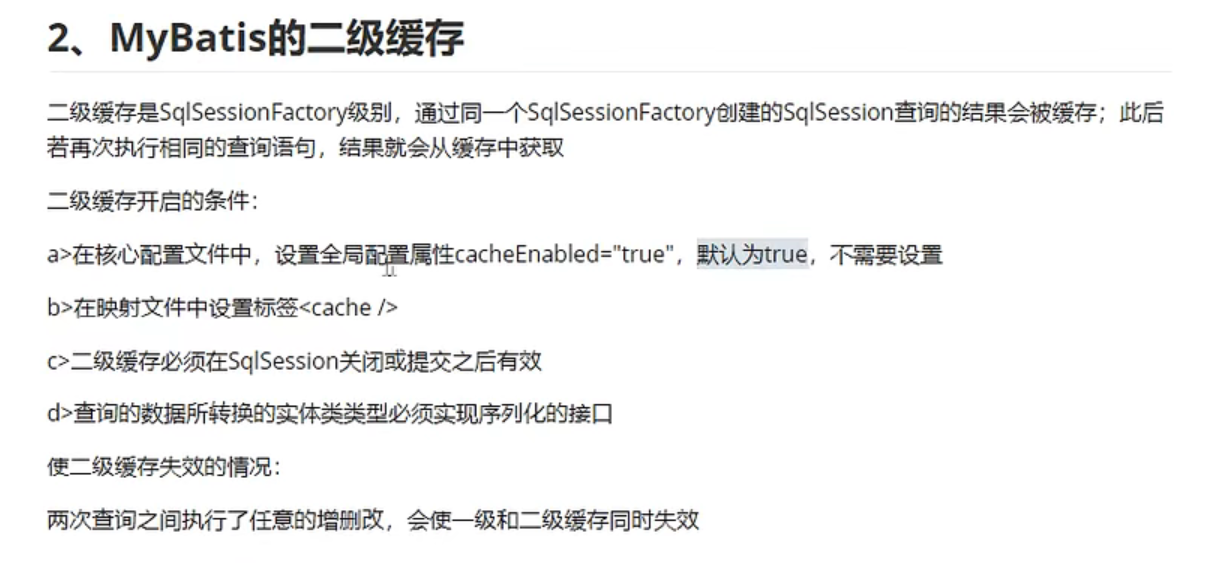 2、MyBatis的二级缓存
二级缓存是SqlSessionFactory级别，通过同一个SqlSessionFactory创建的SqlSession查询的结果会被缓存；此后
若再次执行相同的查询语句，结果就会从缓存中获取
二级缓存开启的条件：
a>在核心配置文件中，设置全局配置属性cacheEnabled="true"，默认为true，不需要设置
b>在映射文件中设置标签<cache />
c>二级缓存必须在SqlSession关闭或提交之后有效
d>查询的数据所转换的实体类类型必须实现序列化的接口
使二级缓存失效的情况：
两次查询之间执行了任意的增删改，会使一级和二级缓存同时失效